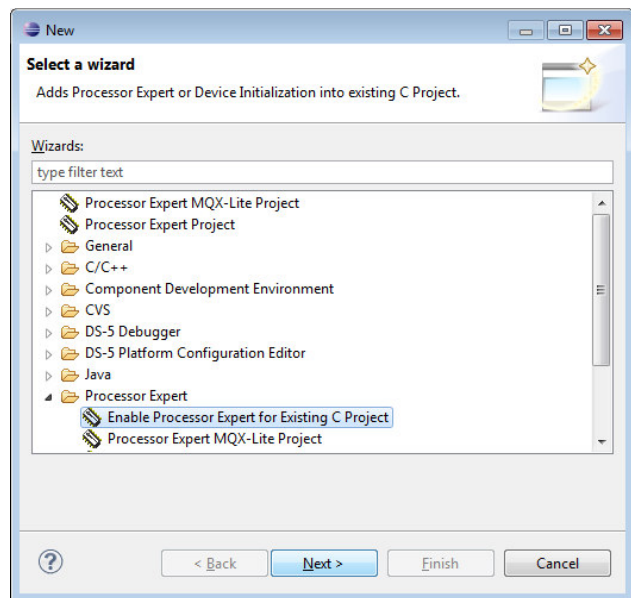 New
Select a wizard
Adds Processor Expert or Device Initialization into existing C Project.
Wizards:
type filter text
Processor Expert MQX-Lite Project
Processor Expert Project
General
C/C++
Component Development Environment
CVS
DS-5 Debugger
DS-5 Platform Configuration Editor
Java
Processor Expert
Enable Processor Expert for Existing C Project
Processor Expert MQX-Lite Project
? < Back Next > Finish Cancel